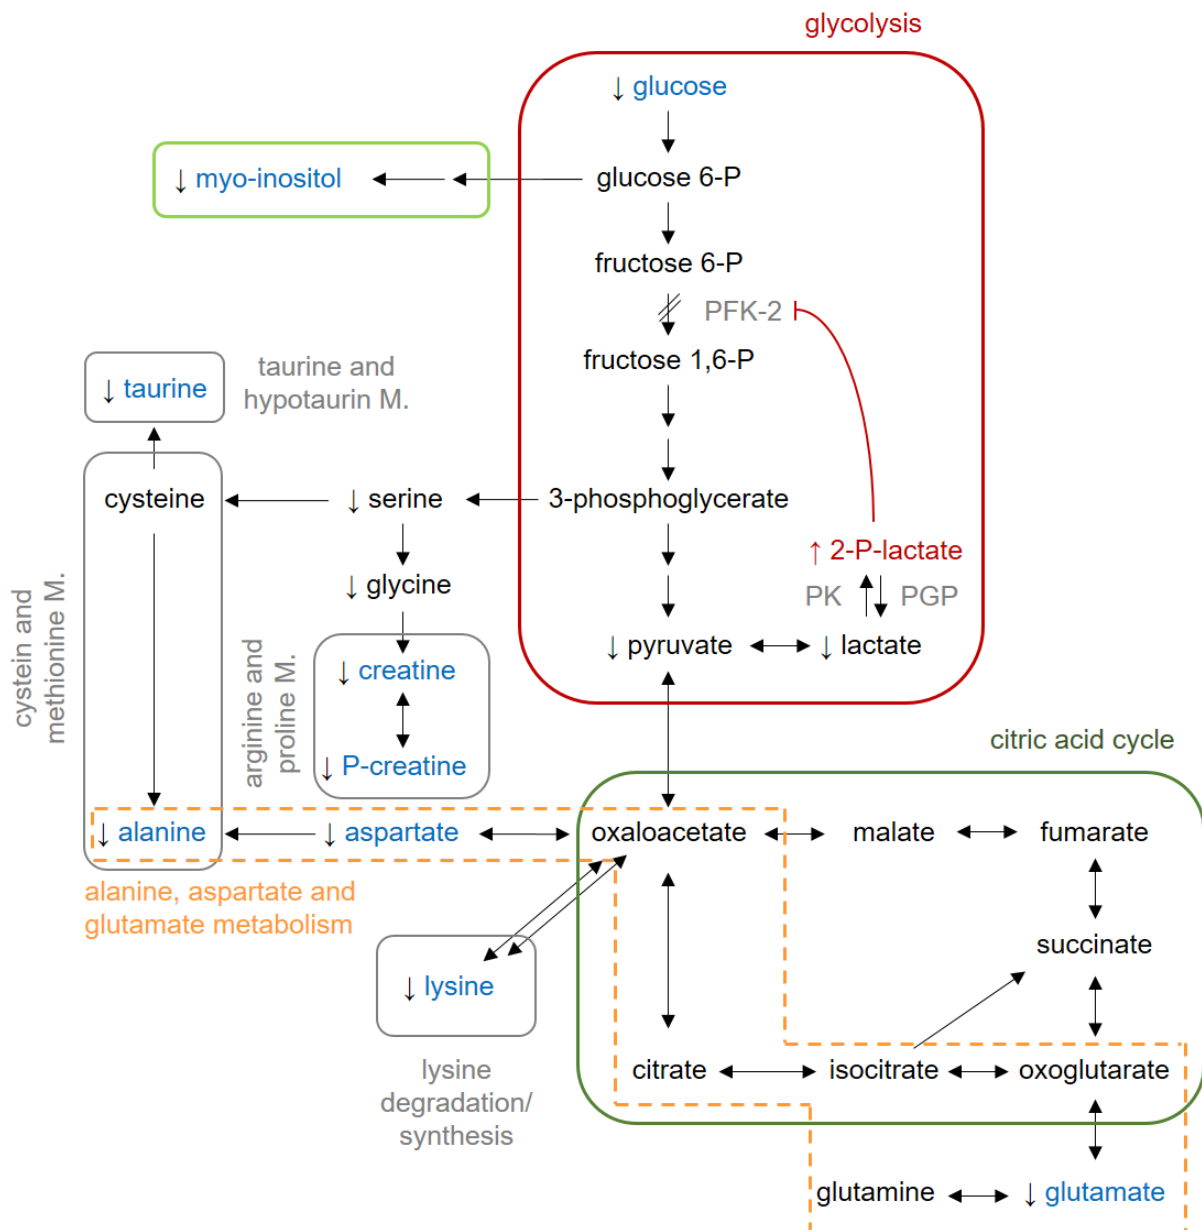 glycolysis
↓ glucose
↓ myo-inositol
glucose 6-P
fructose 6-P
PFK-2
fructose 1,6-P
↓ taurine
taurine and
hypotaurin M.
cysteine
↓ serine
3-phosphoglycerate
↑ 2-P-lactate
PK
PGP
↓ glycine
↓ pyruvate
↓ lactate
cystein and
methionine M.
arginine and
proline M.
↓ creatine
↓ P-creatine
citric acid cycle
↓ alanine
↓ aspartate
oxaloacetate
malate
fumarate
alanine, aspartate and
glutamate metabolism
succinate
↓ lysine
lysine
degradation/
synthesis
citrate
isocitrate
oxoglutarate
glutamine
↓ glutamate